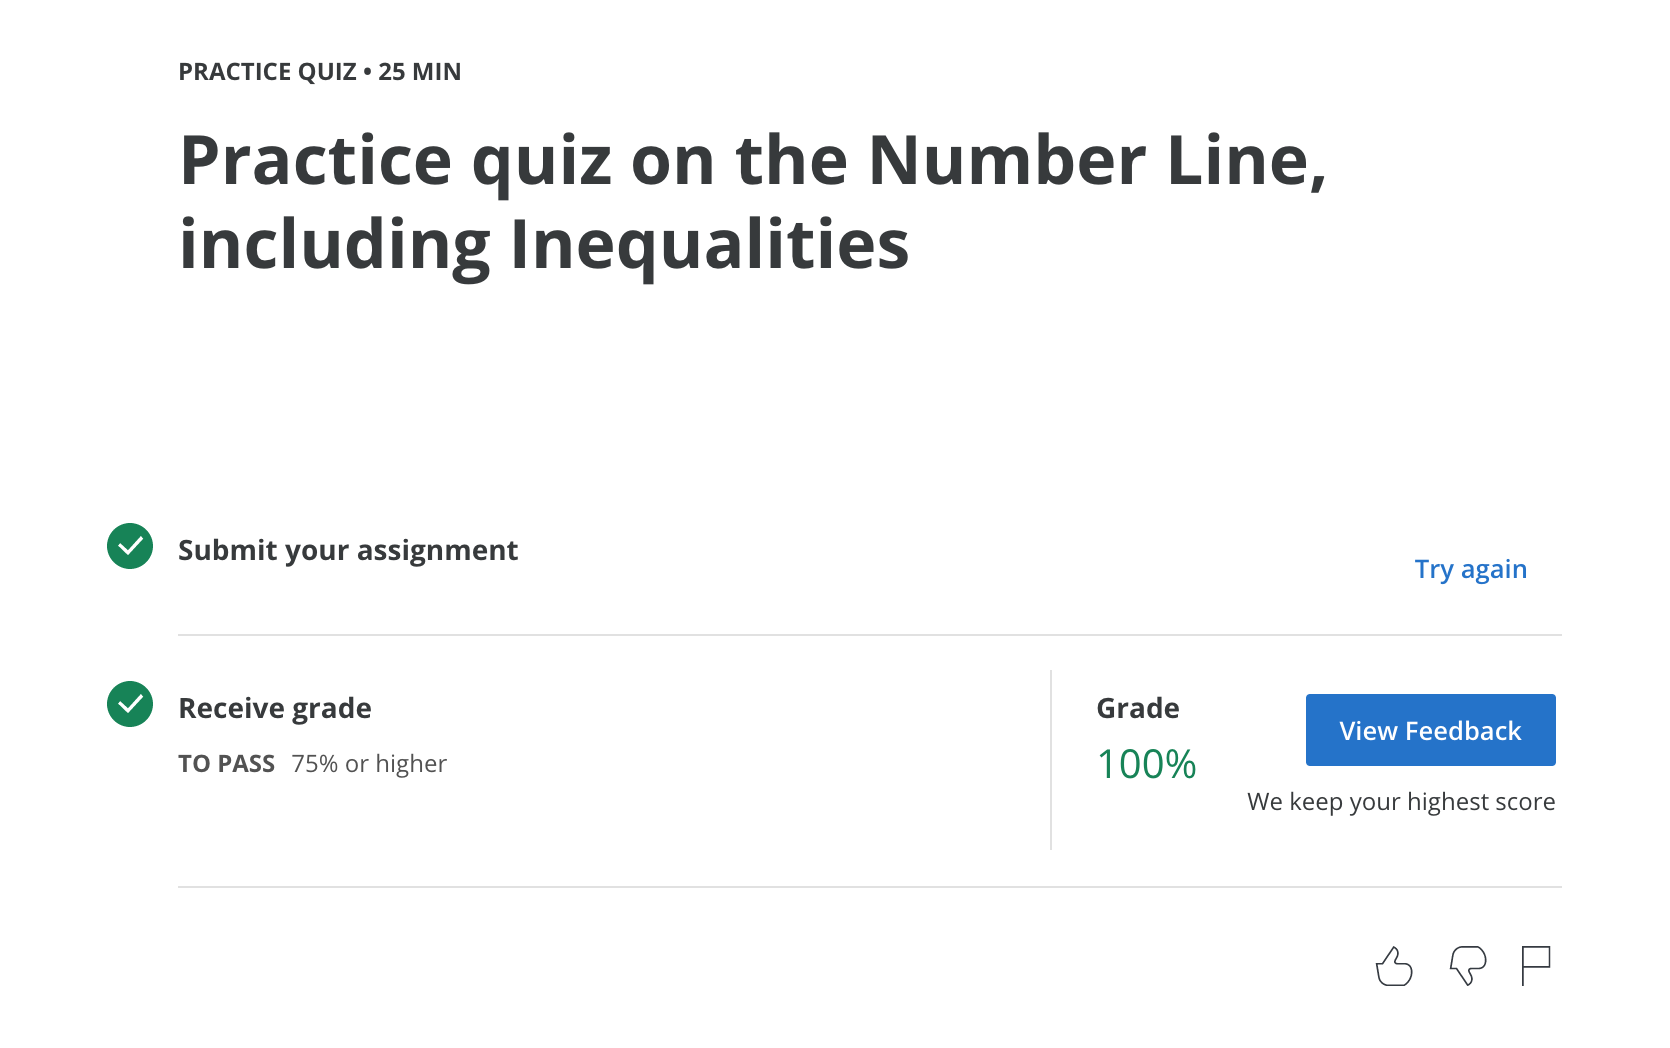 PRACTICE QUIZ • 25 MIN
Practice quiz on the Number Line,
including Inequalities
Submit your assignment
Try again
Receive grade
TO PASS 75% or higher
Grade
100%
View Feedback
We keep your highest score